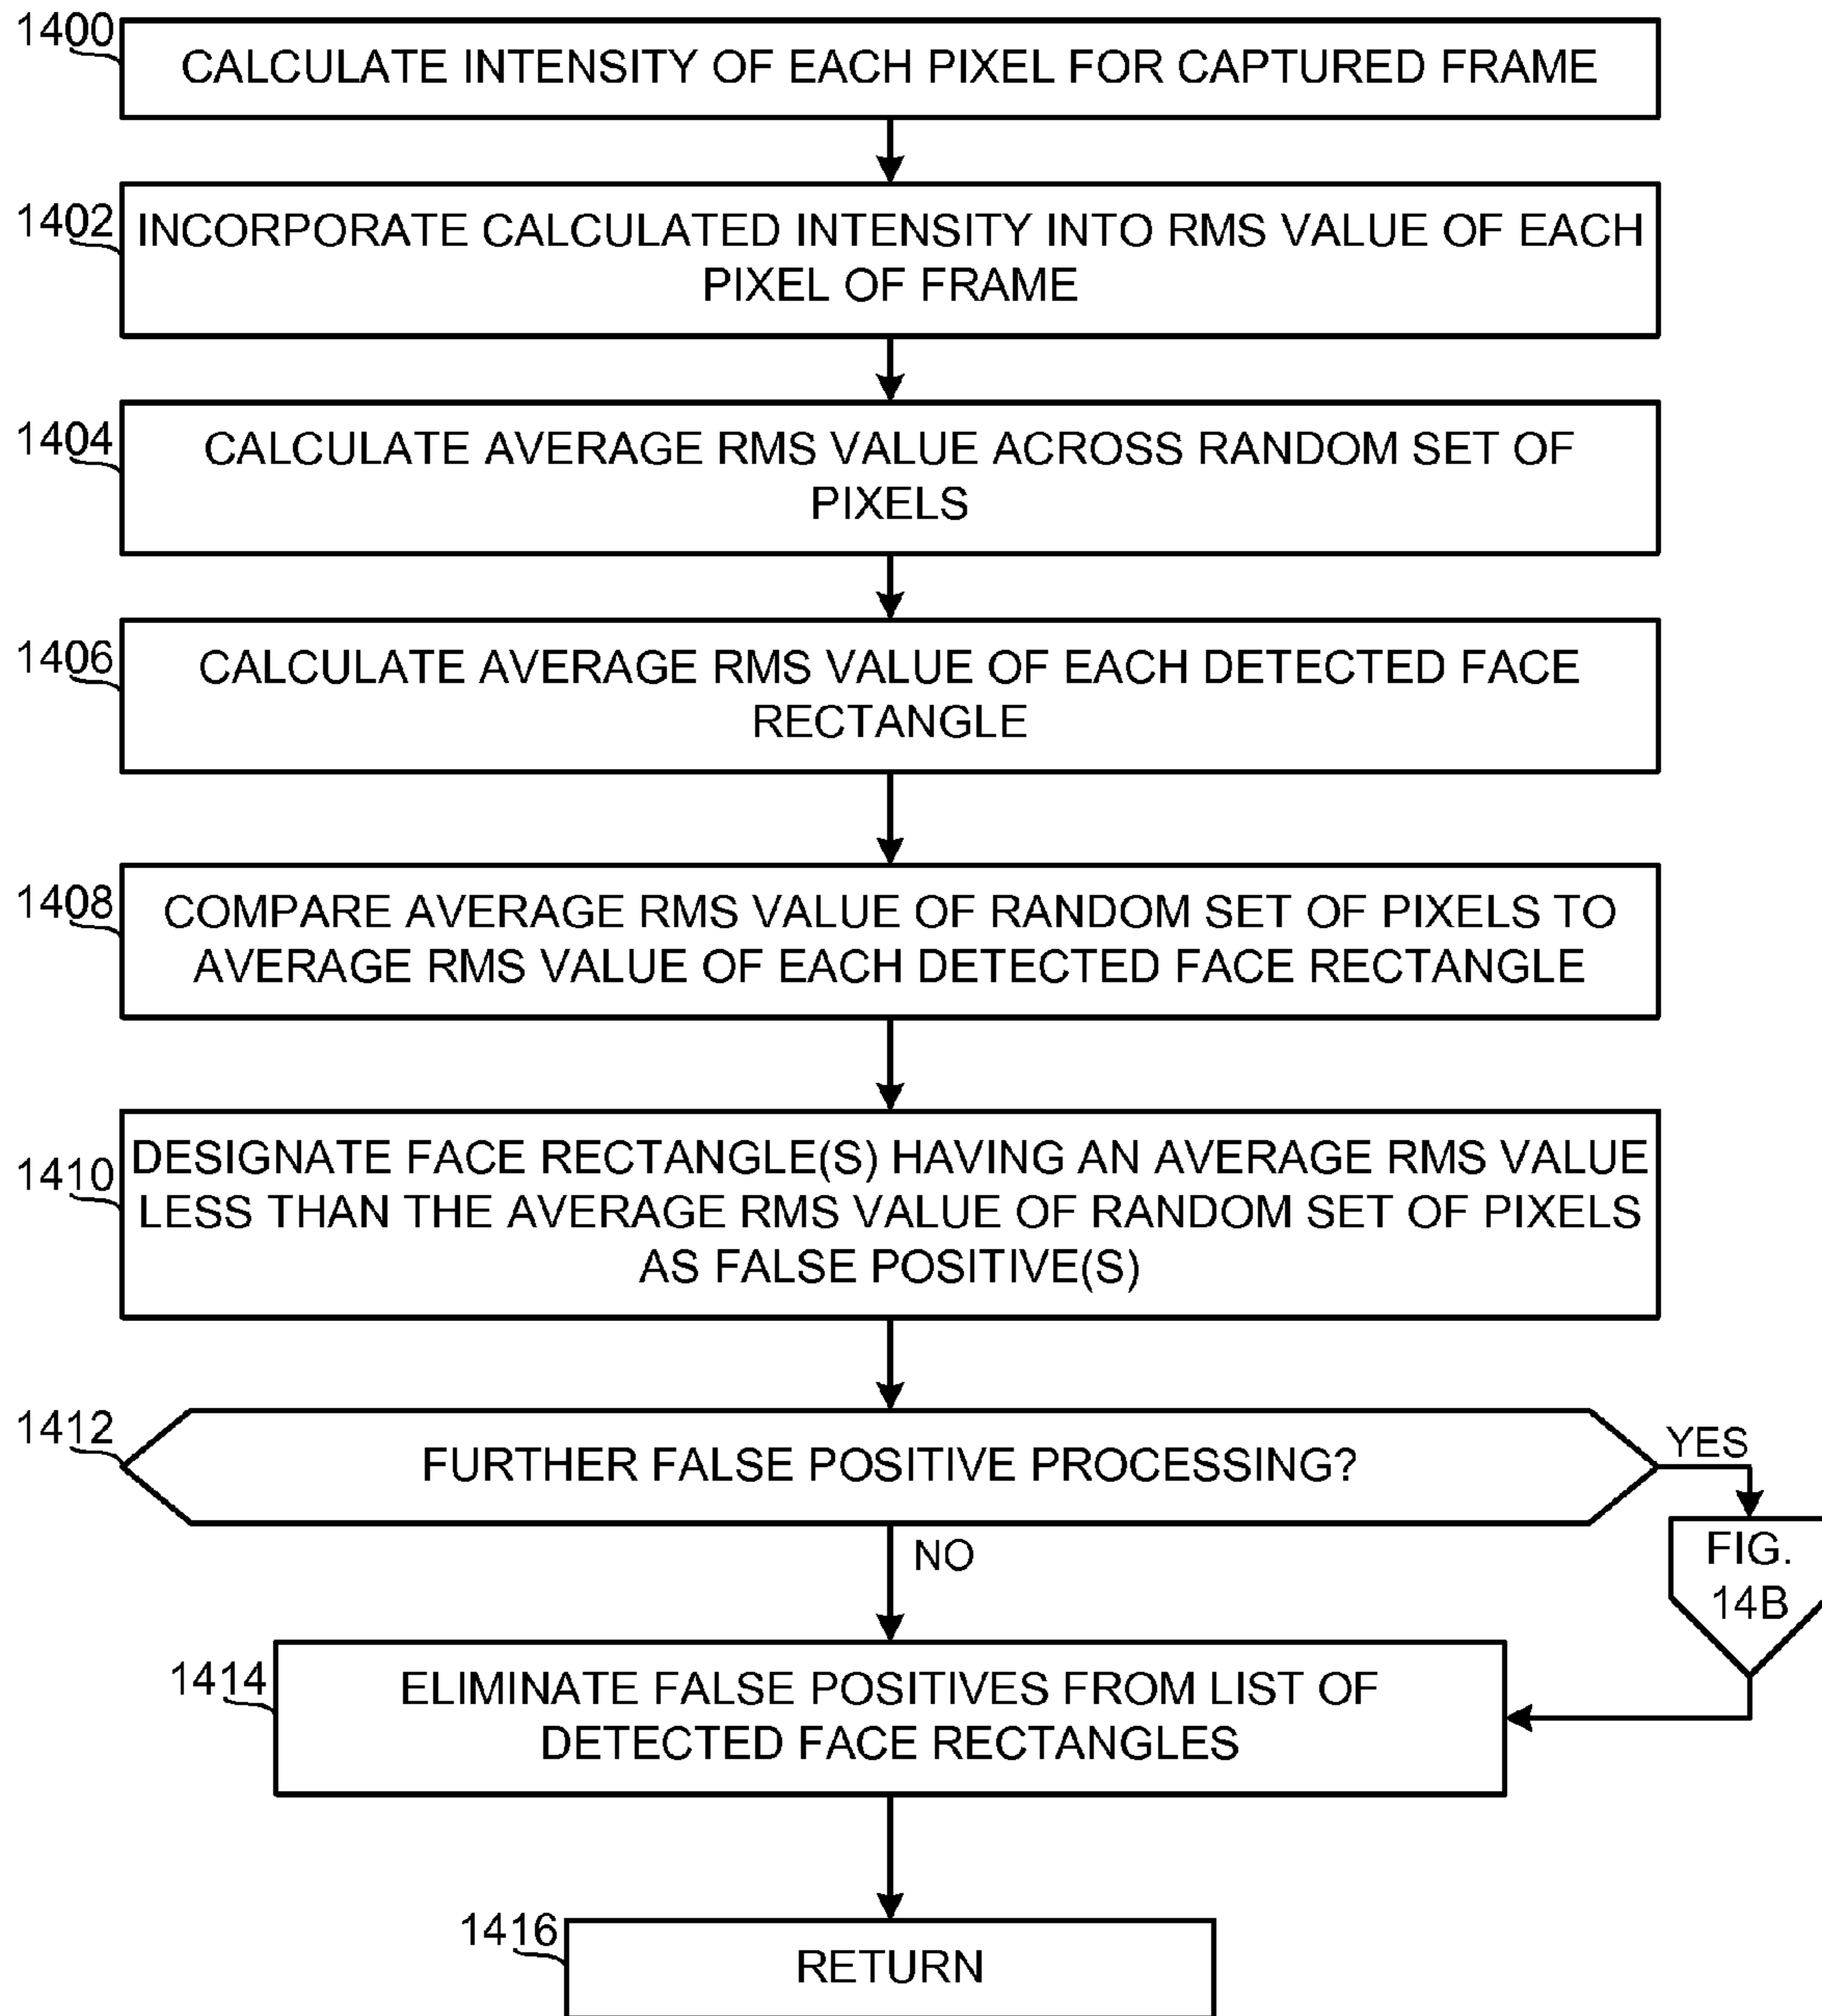 1400
CALCULATE INTENSITY OF EACH PIXEL FOR CAPTURED FRAME
1402
INCORPORATE CALCULATED INTENSITY INTO RMS VALUE OF EACH
PIXEL OF FRAME
1404
CALCULATE AVERAGE RMS VALUE ACROSS RANDOM SET OF
PIXELS
1406
CALCULATE AVERAGE RMS VALUE OF EACH DETECTED FACE
RECTANGLE
1408
COMPARE AVERAGE RMS VALUE OF RANDOM SET OF PIXELS TO
AVERAGE RMS VALUE OF EACH DETECTED FACE RECTANGLE
1410
DESIGNATE FACE RECTANGLE(S) HAVING AN AVERAGE RMS VALUE
LESS THAN THE AVERAGE RMS VALUE OF RANDOM SET OF PIXELS
AS FALSE POSITIVE(S)
1412
FURTHER FALSE POSITIVE PROCESSING?
YES
NO
FIG.
14B
1414
ELIMINATE FALSE POSITIVES FROM LIST OF
DETECTED FACE RECTANGLES
1416
RETURN